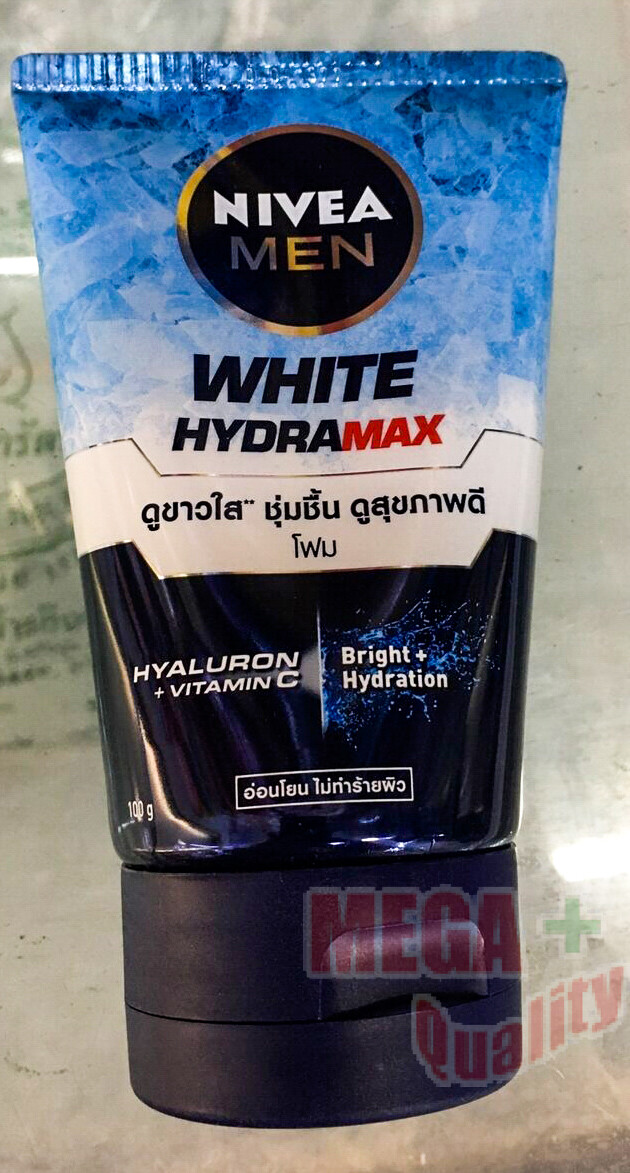 NIVEA
MEN
WHITE
HYDRAMAX
ดูขาวใส** ชุ่มชื้น ดูสุขภาพดี
โฟม
HYALURON
+ VITAMIN C
Bright +
Hydration
อ่อนโยน ไม่ทำร้ายผิว
100 g
MEGA +
Quality